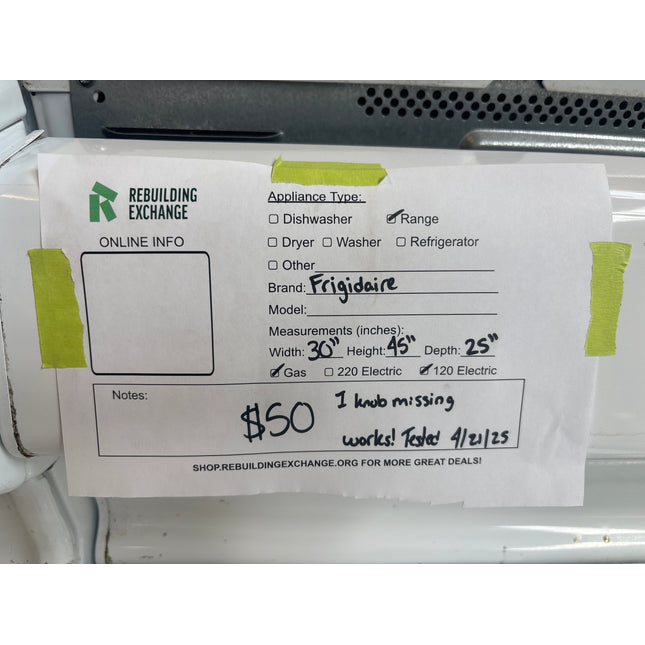 REBUILDING
EXCHANGE
ONLINE INFO
Appliance Type:
Dishwasher Range
Dryer Washer Refrigerator
Other
Brand: Frigidaire
Model:
Measurements (inches):
Width: 30" Height: 45" Depth: 25"
Gas 220 Electric 120 Electric
Notes:
$50
1 knob missing
works! Tested 4/21/25
SHOP.REBUILDINGEXCHANGE.ORG FOR MORE GREAT DEALS!